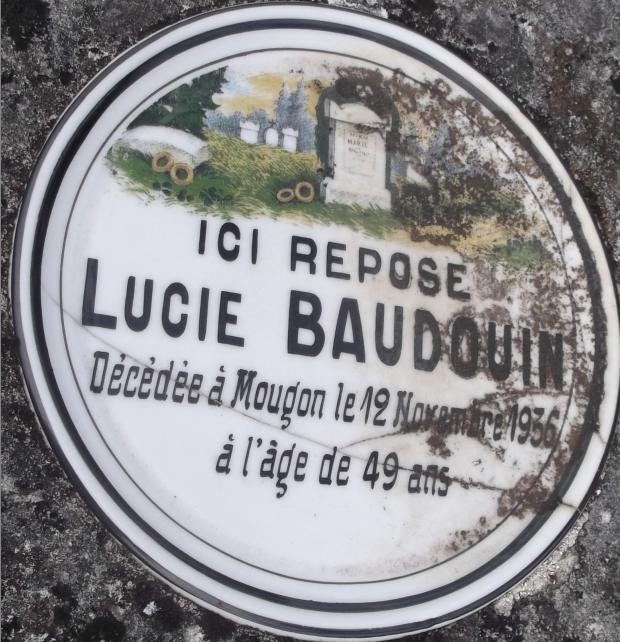 ICI REPOSE
LUCIE BAUDOUIN
Décédée à Mougon le 12 Novembre 1936
à l'âge de 49 ans